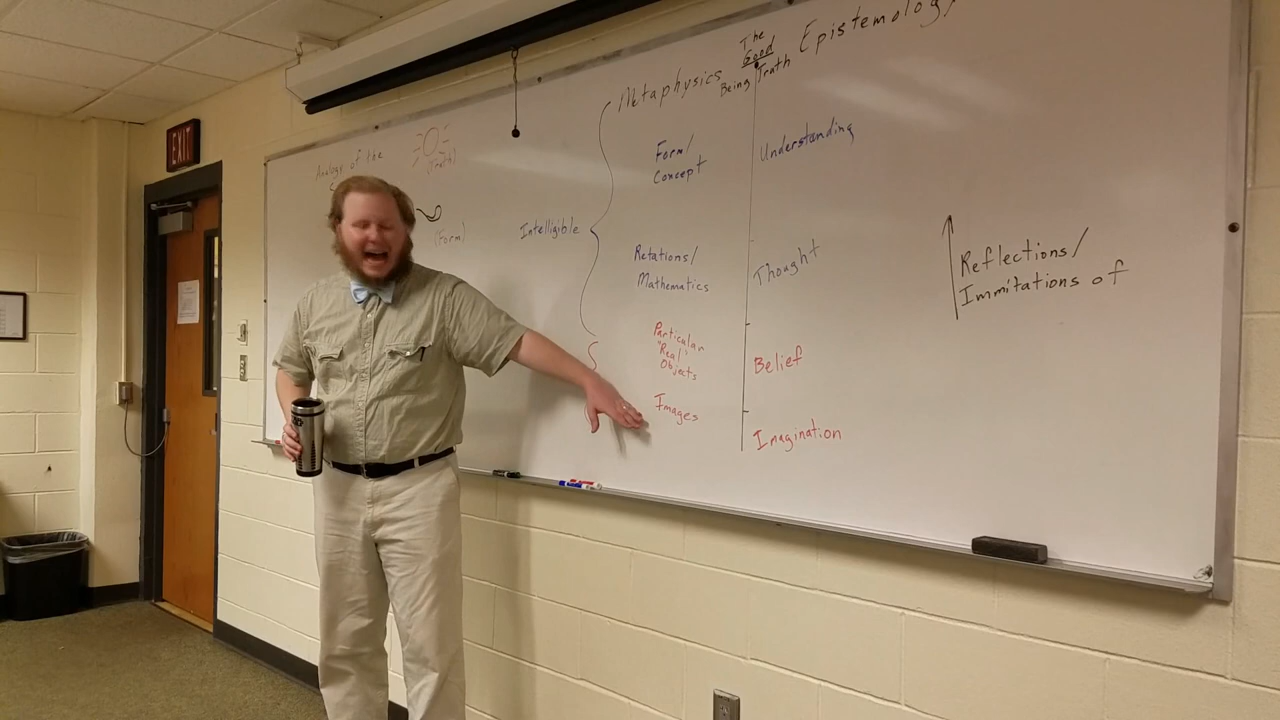 EXIT
Analogy of the
(Truth)
(Form)
Intelligible
Metaphysics
The
Good
Being
Truth
Epistemology
Form/
Concept
Understanding
Relations/
Mathematics
Thought
Particular
"Real"
Objects
Belief
Images
Imagination
Reflections/
Immitations of